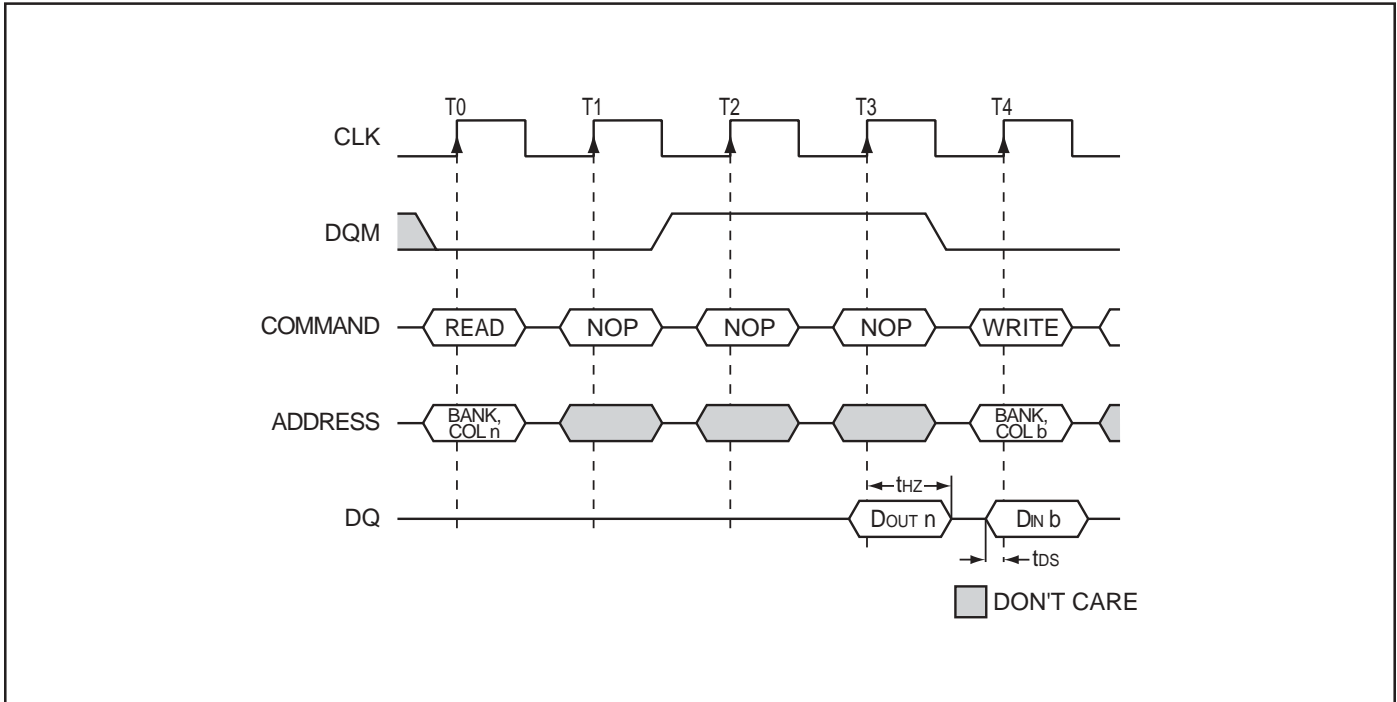 T0 T1 T2 T3 T4
CLK
DQM
COMMAND READ NOP NOP NOP WRITE
ADDRESS BANK, COL n BANK, COL b
tHZ
DQ DOUT n DIN b
tDS
DON'T CARE